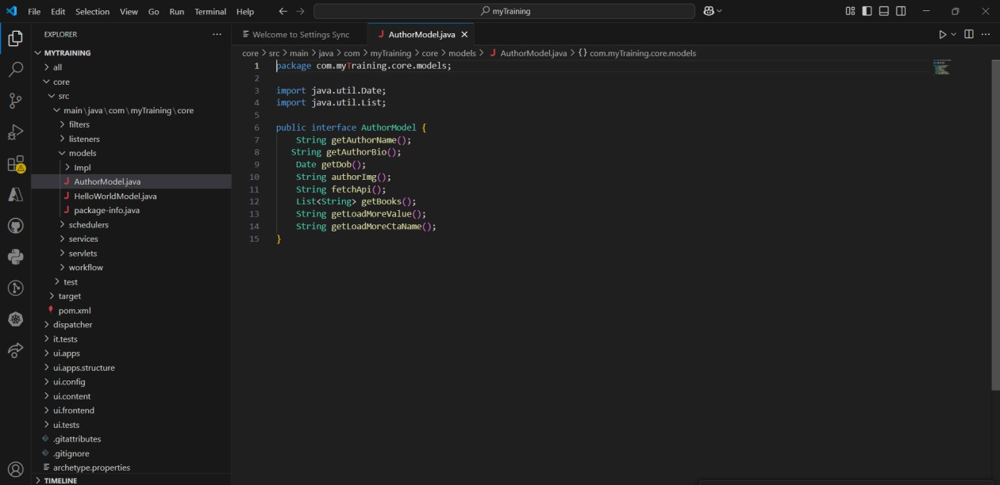 File Edit Selection View Go Run Terminal Help myTraining
EXPLORER
MYTRAINING
all
core
src
main\java\com\myTraining\core
filters
listeners
models
Impl
AuthorModel.java
HelloWorldModel.java
package-info.java
schedulers
services
servlets
workflow
test
target
pom.xml
dispatcher
it.tests
ui.apps
ui.apps.structure
ui.config
ui.content
ui.frontend
ui.tests
.gitattributes
.gitignore
archetype.properties
TIMELINE
Welcome to Settings Sync AuthorModel.java
core > src > main > java > com > myTraining > core > models > AuthorModel.java > {} com.myTraining.core.models
1 package com.myTraining.core.models;
2
3 import java.util.Date;
4 import java.util.List;
5
6 public interface AuthorModel {
7 String getAuthorName();
8 String getAuthorBio();
9 Date getDob();
10 String authorImg();
11 String fetchApi();
12 List<String> getBooks();
13 String getLoadMoreValue();
14 String getLoadMoreCtaName();
15 }